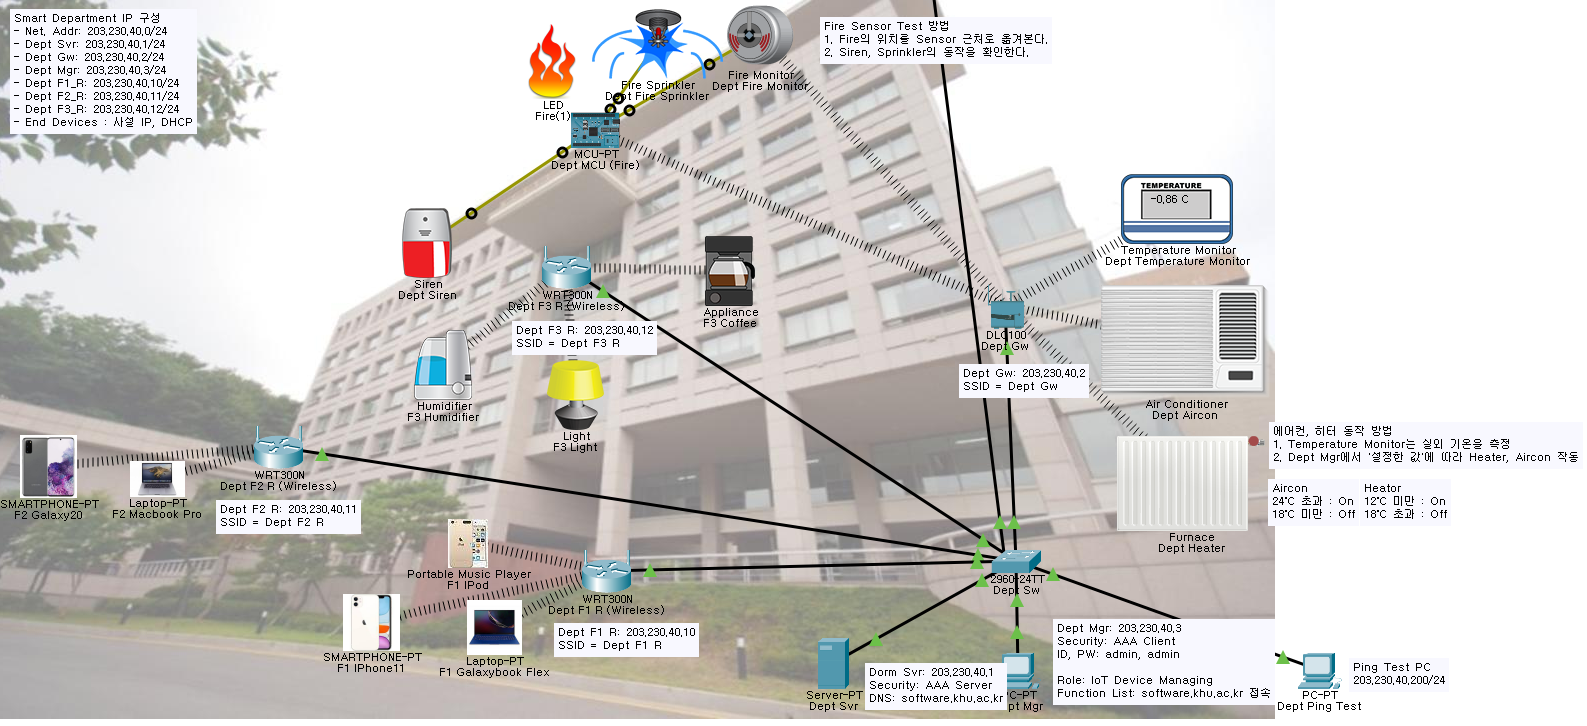 Smart Department IP 구성
- Net, Addr: 203,230,40,0/24
- Dept Svr: 203,230,40,1/24
- Dept Gw: 203,230,40,2/24
- Dept Mgr: 203,230,40,3/24
- Dept F1_R: 203,230,40,10/24
- Dept F2_R: 203,230,40,11/24
- Dept F3_R: 203,230,40,12/24
- End Devices : 사설 IP, DHCP
LED
Fire(1)
Fire Sprinkler
Dept Fire Sprinkler
Fire Monitor
Dept Fire Monitor
Fire Sensor Test 방법
1. Fire의 위치를 Sensor 근처로 옮겨본다.
2. Siren, Sprinkler의 동작을 확인한다.
MCU-PT
Dept MCU (Fire)
TEMPERATURE
-0,86 C
Temperature Monitor
Dept Temperature Monitor
Siren
Dept Siren
WRT300N
Dept F3 R (Wireless)
Dept F3 R: 203,230,40,12
SSID = Dept F3 R
Appliance
F3 Coffee
DLC100
Dept Gw
Dept Gw: 203,230,40,2
SSID = Dept Gw
Air Conditioner
Dept Aircon
Humidifier
F3 Humidifier
Light
F3 Light
에어컨, 히터 동작 방법
1. Temperature Monitor는 실외 기온을 측정
2. Dept Mgr에서 '설정한 값'에 따라 Heater, Aircon 작동
Aircon
24°C 초과 : On
18°C 미만 : Off
Heator
12°C 미만 : On
18°C 초과 : Off
Furnace
Dept Heater
SMARTPHONE-PT
F2 Galaxy20
Laptop-PT
F2 Macbook Pro
WRT300N
Dept F2 R (Wireless)
Dept F2 R: 203,230,40,11
SSID = Dept F2 R
Portable Music Player
F1 IPod
WRT300N
Dept F1 R (Wireless)
Dept F1 R: 203,230,40,10
SSID = Dept F1 R
SMARTPHONE-PT
F1 IPhone11
Laptop-PT
F1 Galaxybook Flex
2960-24TT
Dept Sw
Server-PT
Dept Svr
Dorm Svr: 203,230,40,1
Security: AAA Server
DNS: software,khu,ac,kr
PC-PT
pt Mgr
Dept Mgr: 203,230,40,3
Security: AAA Client
ID, PW: admin, admin
Role: IoT Device Managing
Function List: software,khu,ac,kr 접속
PC-PT
Dept Ping Test
Ping Test PC
203,230,40,200/24